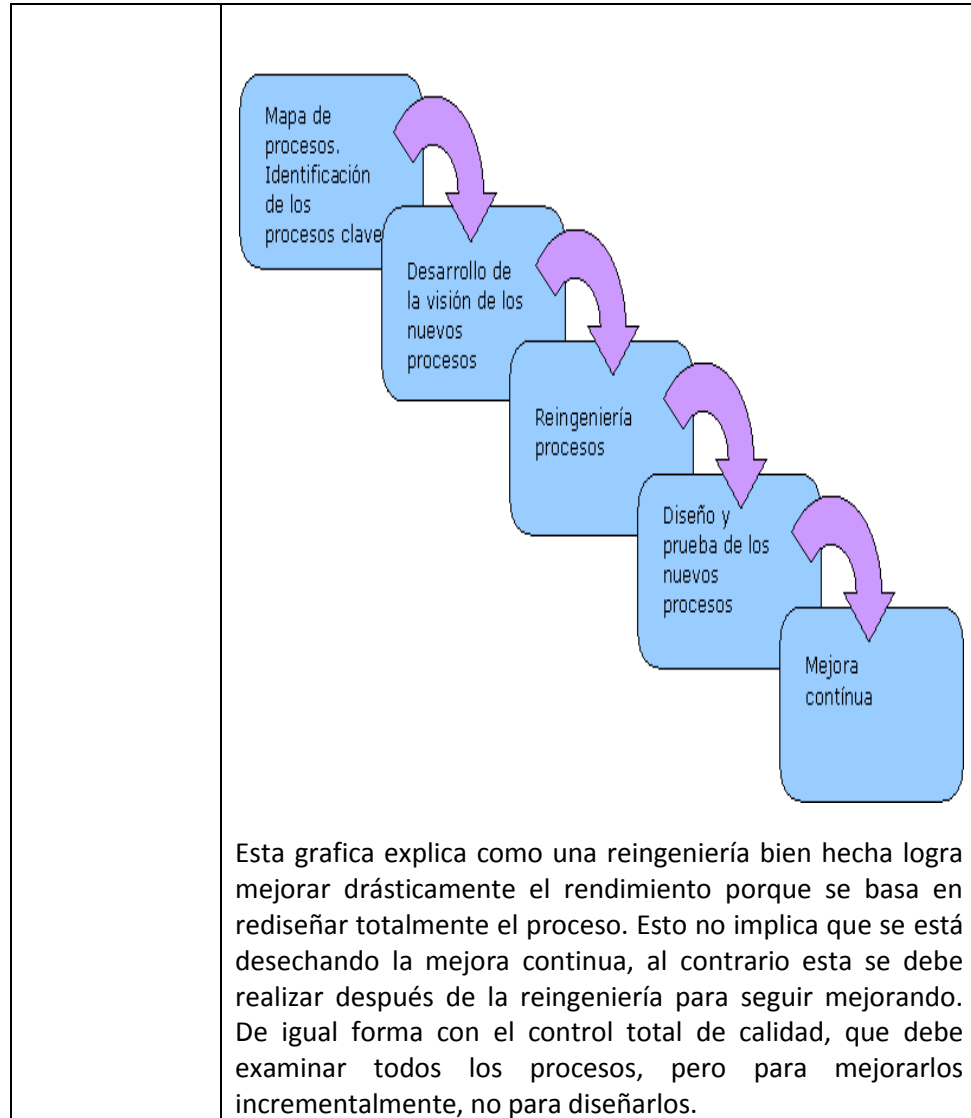 Mapa de
procesos.
Identificación
de los
procesos clave
Desarrollo de
la visión de los
nuevos
procesos
Reingeniería
procesos
Diseño y
prueba de los
nuevos
procesos
Mejora
contínua
Esta grafica explica como una reingeniería bien hecha logra
mejorar drásticamente el rendimiento porque se basa en
rediseñar totalmente el proceso. Esto no implica que se está
desechando la mejora continua, al contrario esta se debe
realizar después de la reingeniería para seguir mejorando.
De igual forma con el control total de calidad, que debe
examinar todos los procesos, pero para mejorarlos
incrementalmente, no para diseñarlos.